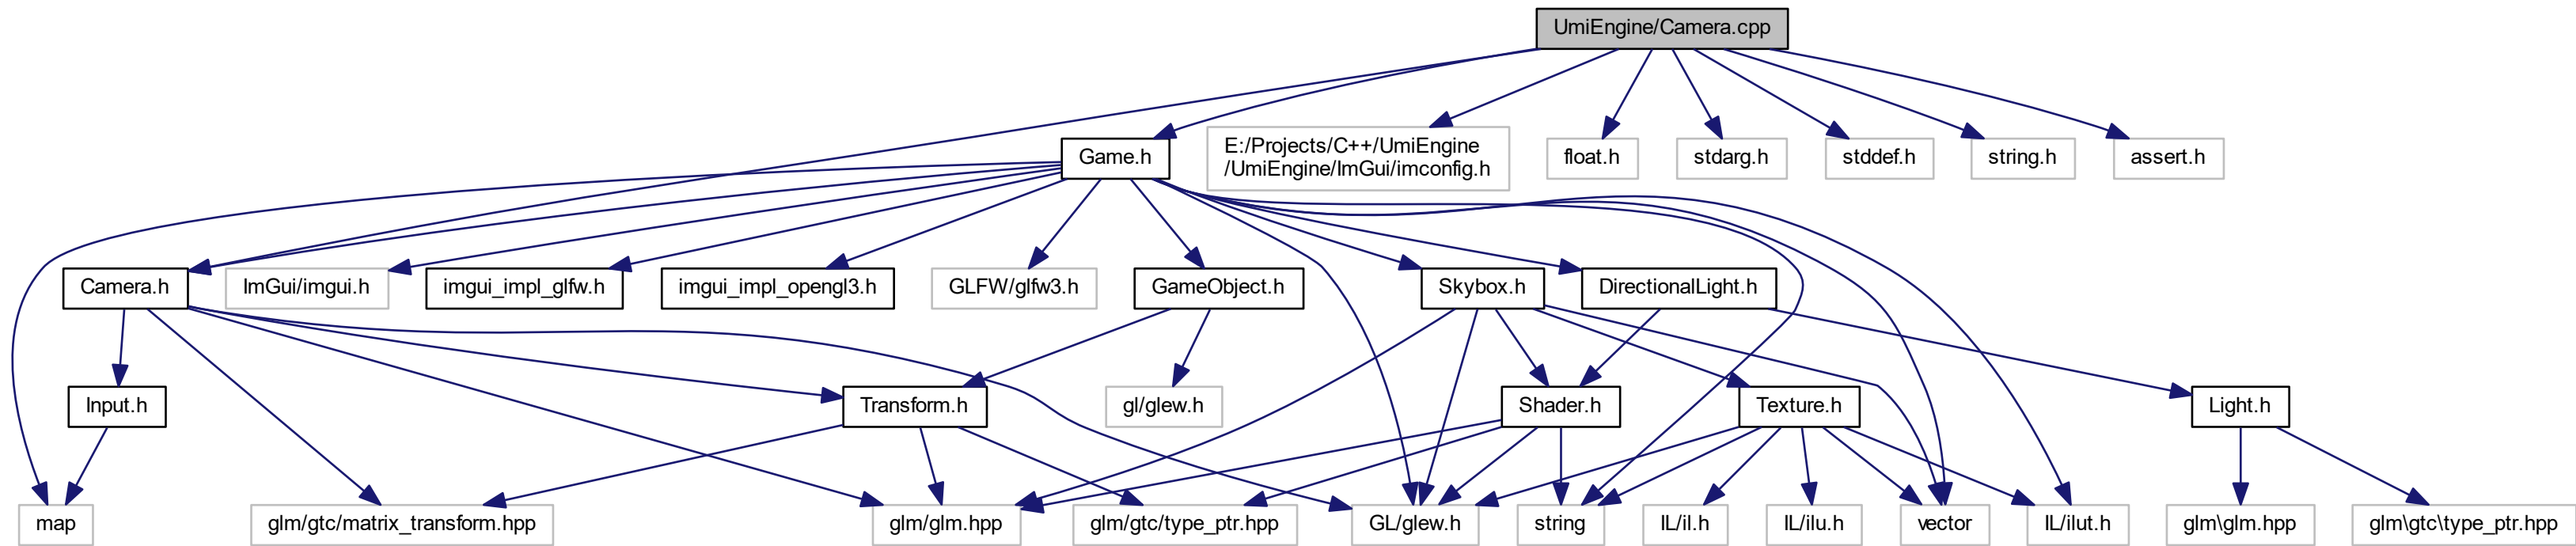 UmiEngine/Camera.cpp
Game.h
E:/Projects/C++/UmiEngine
/UmiEngine/ImGui/imconfig.h
float.h
stdarg.h
stddef.h
string.h
assert.h
Camera.h
ImGui/imgui.h
imgui_impl_glfw.h
imgui_impl_opengl3.h
GLFW/glfw3.h
GameObject.h
Skybox.h
DirectionalLight.h
Input.h
Transform.h
gl/glew.h
Shader.h
Texture.h
Light.h
map
glm/gtc/matrix_transform.hpp
glm/glm.hpp
glm/gtc/type_ptr.hpp
GL/glew.h
string
IL/il.h
IL/ilu.h
vector
IL/ilut.h
glm\glm.hpp
glm\gtc\type_ptr.hpp